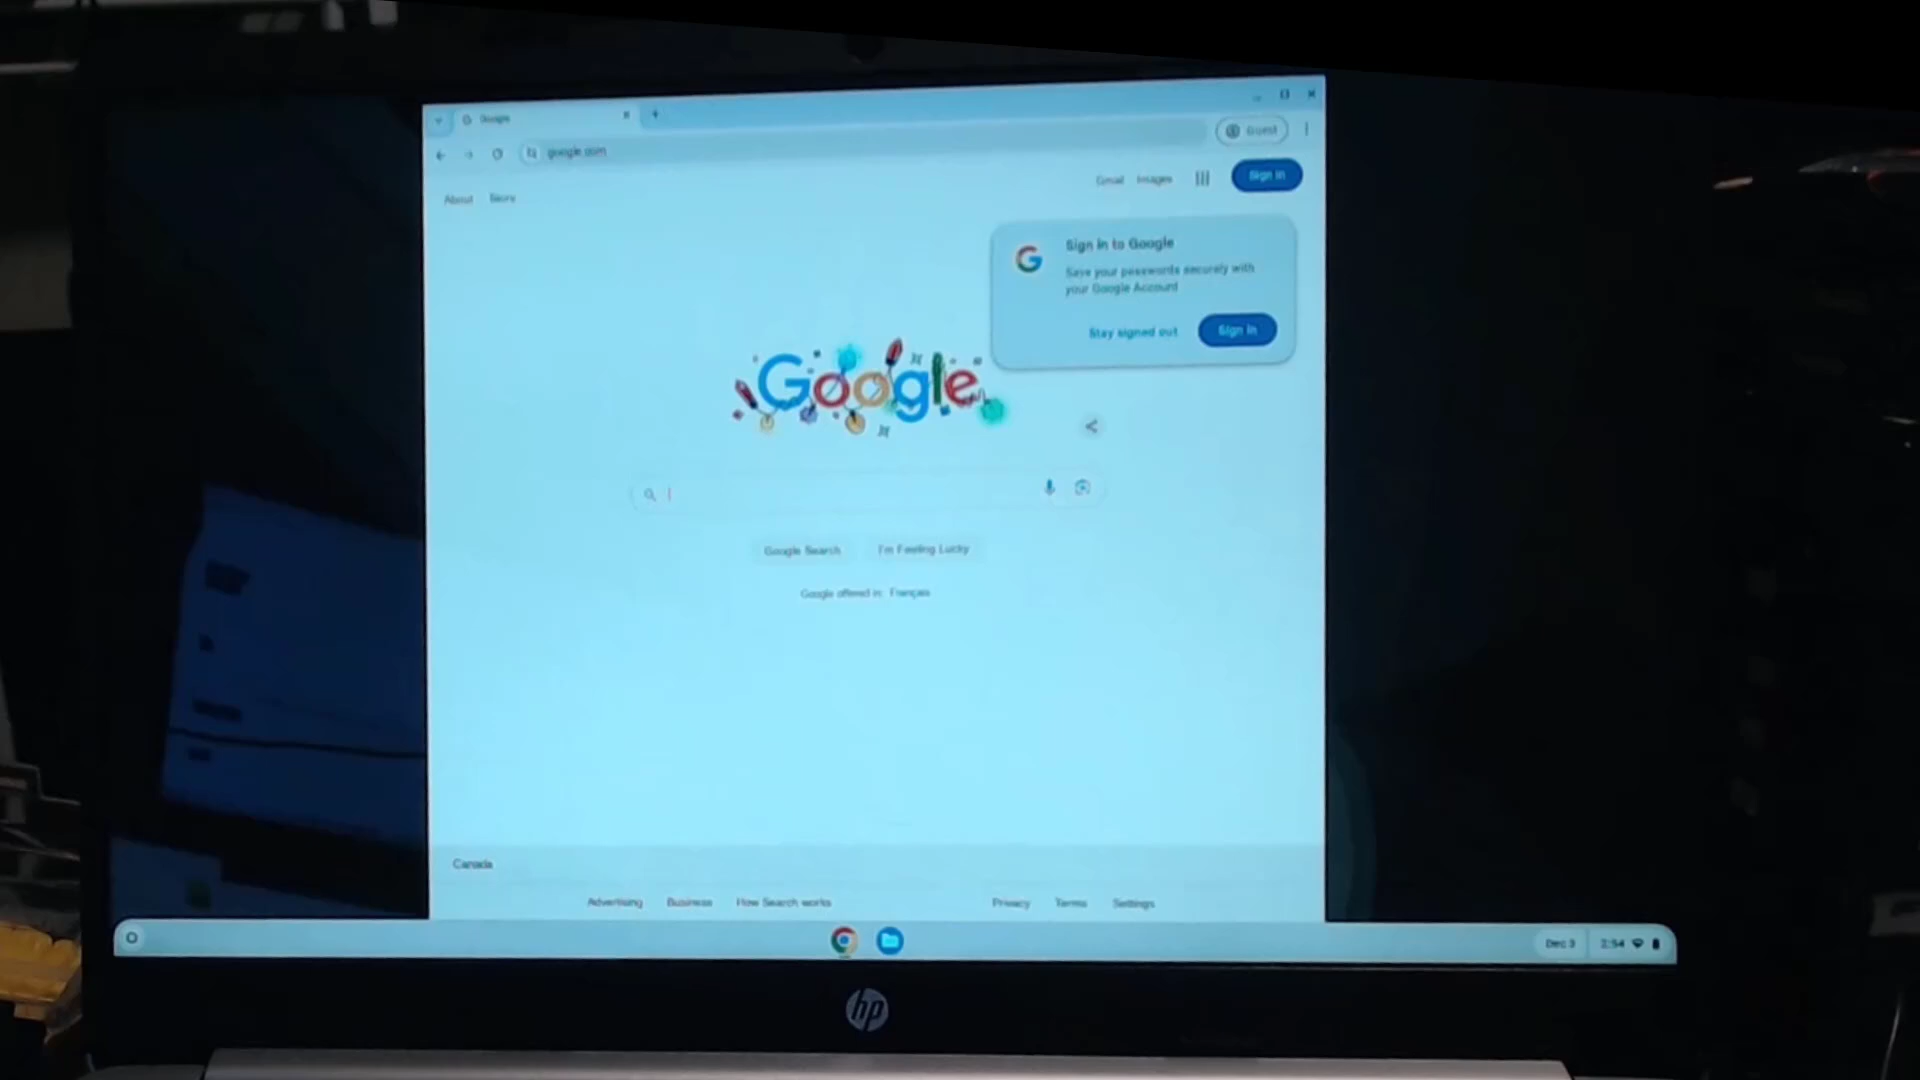 Google
google.com
Guest
About Store
Gmail Images
Sign in
Sign in to Google
Save your passwords securely with
your Google Account
Stay signed out Sign in
Google
Google Search I'm Feeling Lucky
Google offered in: Français
Canada
Advertising Business How Search works
Privacy Terms Settings
Dec 3 2:54
hp